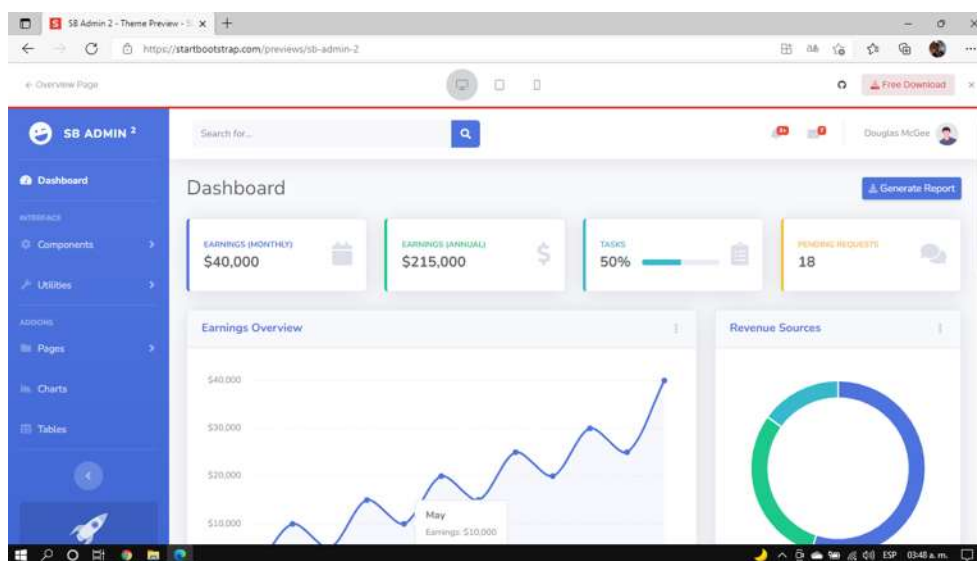 SB Admin 2 - Theme Preview - S
https://startbootstrap.com/previews/sb-admin-2
← Overview Page
Free Download
SB ADMIN 2
Search for...
3+
7
Douglas McGee
Dashboard
Dashboard
Generate Report
INTERFACE
Components
Utilities
ADDONS
Pages
Charts
Tables
EARNINGS (MONTHLY)
$40,000
EARNINGS (ANNUAL)
$215,000
TASKS
50%
PENDING REQUESTS
18
Earnings Overview
Revenue Sources
$40,000
$30,000
$20,000
$10,000
May
Earnings: $10,000
ESP
03:48 a. m.